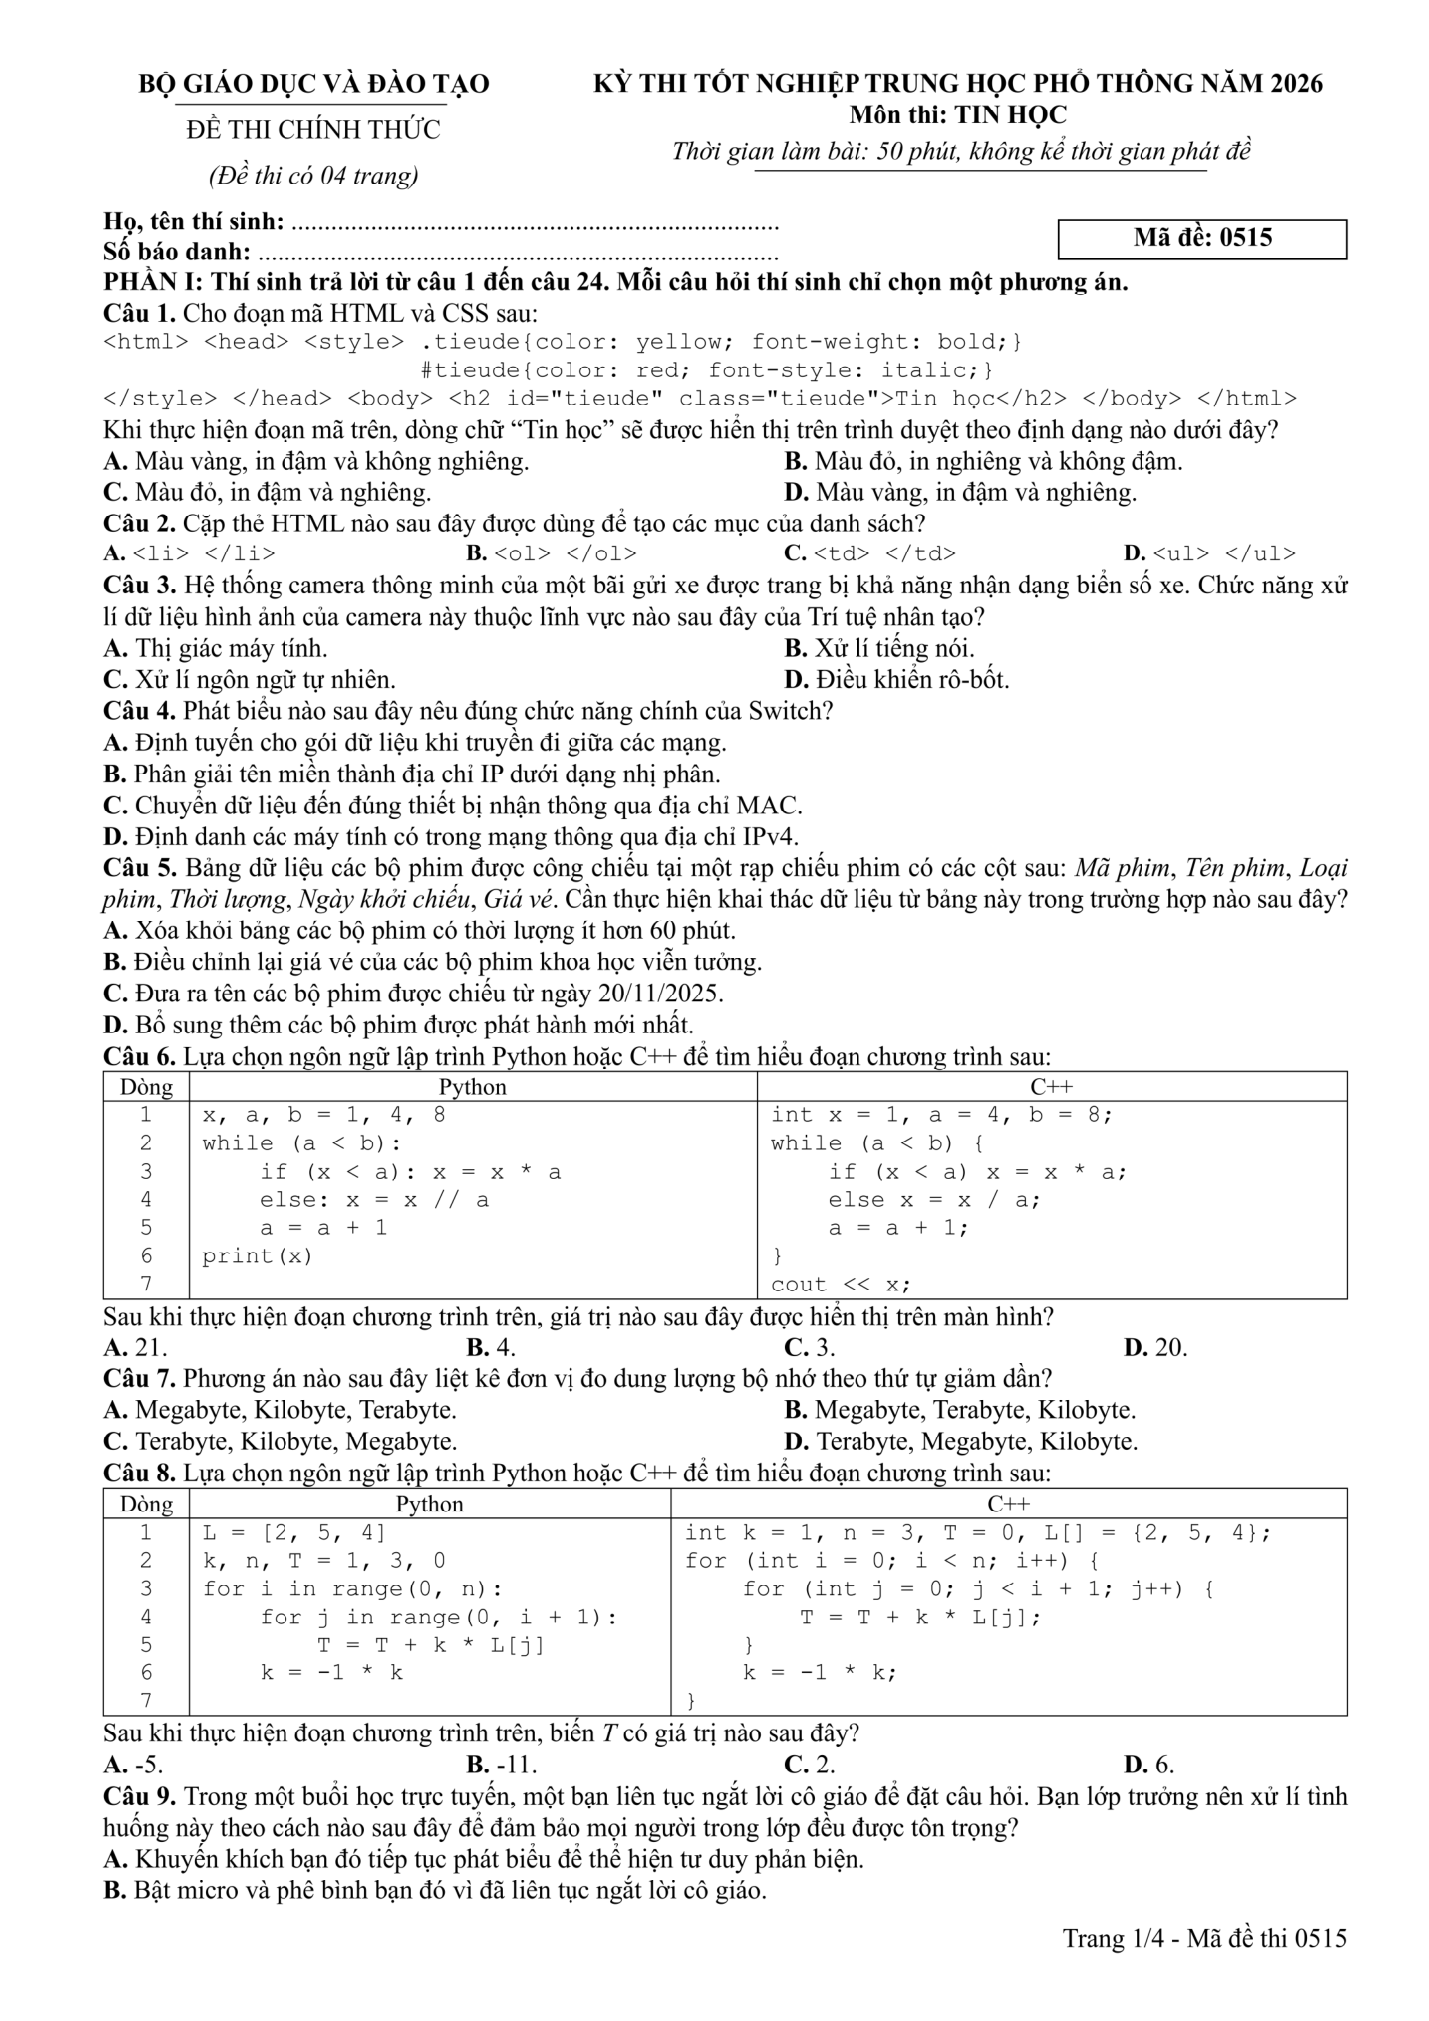 BỘ GIÁO DỤC VÀ ĐÀO TẠO
ĐỀ THI CHÍNH THỨC
(Đề thi có 04 trang)
KỲ THI TỐT NGHIỆP TRUNG HỌC PHỔ THÔNG NĂM 2026
Môn thi: TIN HỌC
Thời gian làm bài: 50 phút, không kể thời gian phát đề
Họ, tên thí sinh: ..........................................................................
Số báo danh: ...............................................................................
Mã đề: 0515
PHẦN I: Thí sinh trả lời từ câu 1 đến câu 24. Mỗi câu hỏi thí sinh chỉ chọn một phương án.
Câu 1. Cho đoạn mã HTML và CSS sau:
<html> <head> <style> .tieude{color: yellow; font-weight: bold;}
#tieude{color: red; font-style: italic;}
</style> </head> <body> <h2 id="tieude" class="tieude">Tin học</h2> </body> </html>
Khi thực hiện đoạn mã trên, dòng chữ “Tin học” sẽ được hiển thị trên trình duyệt theo định dạng nào dưới đây?
A. Màu vàng, in đậm và không nghiêng. B. Màu đỏ, in nghiêng và không đậm.
C. Màu đỏ, in đậm và nghiêng. D. Màu vàng, in đậm và nghiêng.
Câu 2. Cặp thẻ HTML nào sau đây được dùng để tạo các mục của danh sách?
A. <li> </li> B. <ol> </ol> C. <td> </td> D. <ul> </ul>
Câu 3. Hệ thống camera thông minh của một bãi gửi xe được trang bị khả năng nhận dạng biển số xe. Chức năng xử
lí dữ liệu hình ảnh của camera này thuộc lĩnh vực nào sau đây của Trí tuệ nhân tạo?
A. Thị giác máy tính. B. Xử lí tiếng nói.
C. Xử lí ngôn ngữ tự nhiên. D. Điều khiển rô-bốt.
Câu 4. Phát biểu nào sau đây nêu đúng chức năng chính của Switch?
A. Định tuyến cho gói dữ liệu khi truyền đi giữa các mạng.
B. Phân giải tên miền thành địa chỉ IP dưới dạng nhị phân.
C. Chuyển dữ liệu đến đúng thiết bị nhận thông qua địa chỉ MAC.
D. Định danh các máy tính có trong mạng thông qua địa chỉ IPv4.
Câu 5. Bảng dữ liệu các bộ phim được công chiếu tại một rạp chiếu phim có các cột sau: Mã phim, Tên phim, Loại
phim, Thời lượng, Ngày khởi chiếu, Giá vé. Cần thực hiện khai thác dữ liệu từ bảng này trong trường hợp nào sau đây?
A. Xóa khỏi bảng các bộ phim có thời lượng ít hơn 60 phút.
B. Điều chỉnh lại giá vé của các bộ phim khoa học viễn tưởng.
C. Đưa ra tên các bộ phim được chiếu từ ngày 20/11/2025.
D. Bổ sung thêm các bộ phim được phát hành mới nhất.
Câu 6. Lựa chọn ngôn ngữ lập trình Python hoặc C++ để tìm hiểu đoạn chương trình sau:
Dòng Python C++
1 x, a, b = 1, 4, 8 int x = 1, a = 4, b = 8;
2 while (a < b): while (a < b) {
3 if (x < a): x = x * a if (x < a) x = x * a;
4 else: x = x // a else x = x / a;
5 a = a + 1 a = a + 1;
6 print(x) }
7 cout << x;
Sau khi thực hiện đoạn chương trình trên, giá trị nào sau đây được hiển thị trên màn hình?
A. 21. B. 4. C. 3. D. 20.
Câu 7. Phương án nào sau đây liệt kê đơn vị đo dung lượng bộ nhớ theo thứ tự giảm dần?
A. Megabyte, Kilobyte, Terabyte. B. Megabyte, Terabyte, Kilobyte.
C. Terabyte, Kilobyte, Megabyte. D. Terabyte, Megabyte, Kilobyte.
Câu 8. Lựa chọn ngôn ngữ lập trình Python hoặc C++ để tìm hiểu đoạn chương trình sau:
Dòng Python C++
1 L = [2, 5, 4] int k = 1, n = 3, T = 0, L[] = {2, 5, 4};
2 k, n, T = 1, 3, 0 for (int i = 0; i < n; i++) {
3 for i in range(0, n): for (int j = 0; j < i + 1; j++) {
4 for j in range(0, i + 1): T = T + k * L[j];
5 T = T + k * L[j] }
6 k = -1 * k k = -1 * k;
7 }
Sau khi thực hiện đoạn chương trình trên, biến T có giá trị nào sau đây?
A. -5. B. -11. C. 2. D. 6.
Câu 9. Trong một buổi học trực tuyến, một bạn liên tục ngắt lời cô giáo để đặt câu hỏi. Bạn lớp trưởng nên xử lí tình
huống này theo cách nào sau đây để đảm bảo mọi người trong lớp đều được tôn trọng?
A. Khuyến khích bạn đó tiếp tục phát biểu để thể hiện tư duy phản biện.
B. Bật micro và phê bình bạn đó vì đã liên tục ngắt lời cô giáo.
Trang 1/4 - Mã đề thi 0515